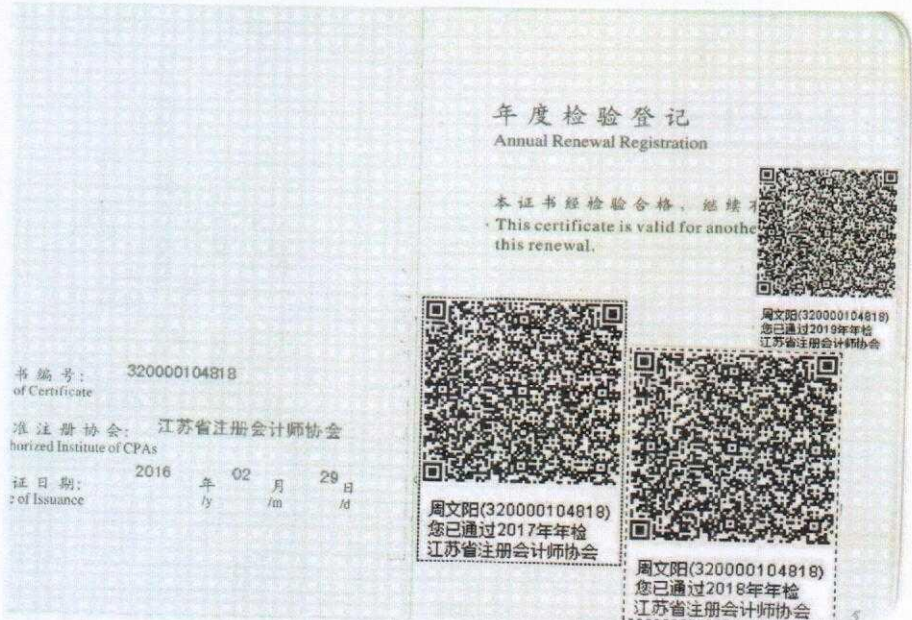 书编号: 320000104818
of Certificate
准注册协会: 江苏省注册会计师协会
horized Institute of CPAs
证日期: 2016 年 02 月 29 日
e of Issuance /y /m /d
年度检验登记
Annual Renewal Registration
本证书经检验合格，继续
This certificate is valid for anothe
this renewal.
周文阳(320000104818)
您已通过2019年年检
江苏省注册会计师协会
周文阳(320000104818)
您已通过2017年年检
江苏省注册会计师协会
周文阳(320000104818)
您已通过2018年年检
江苏省注册会计师协会
5